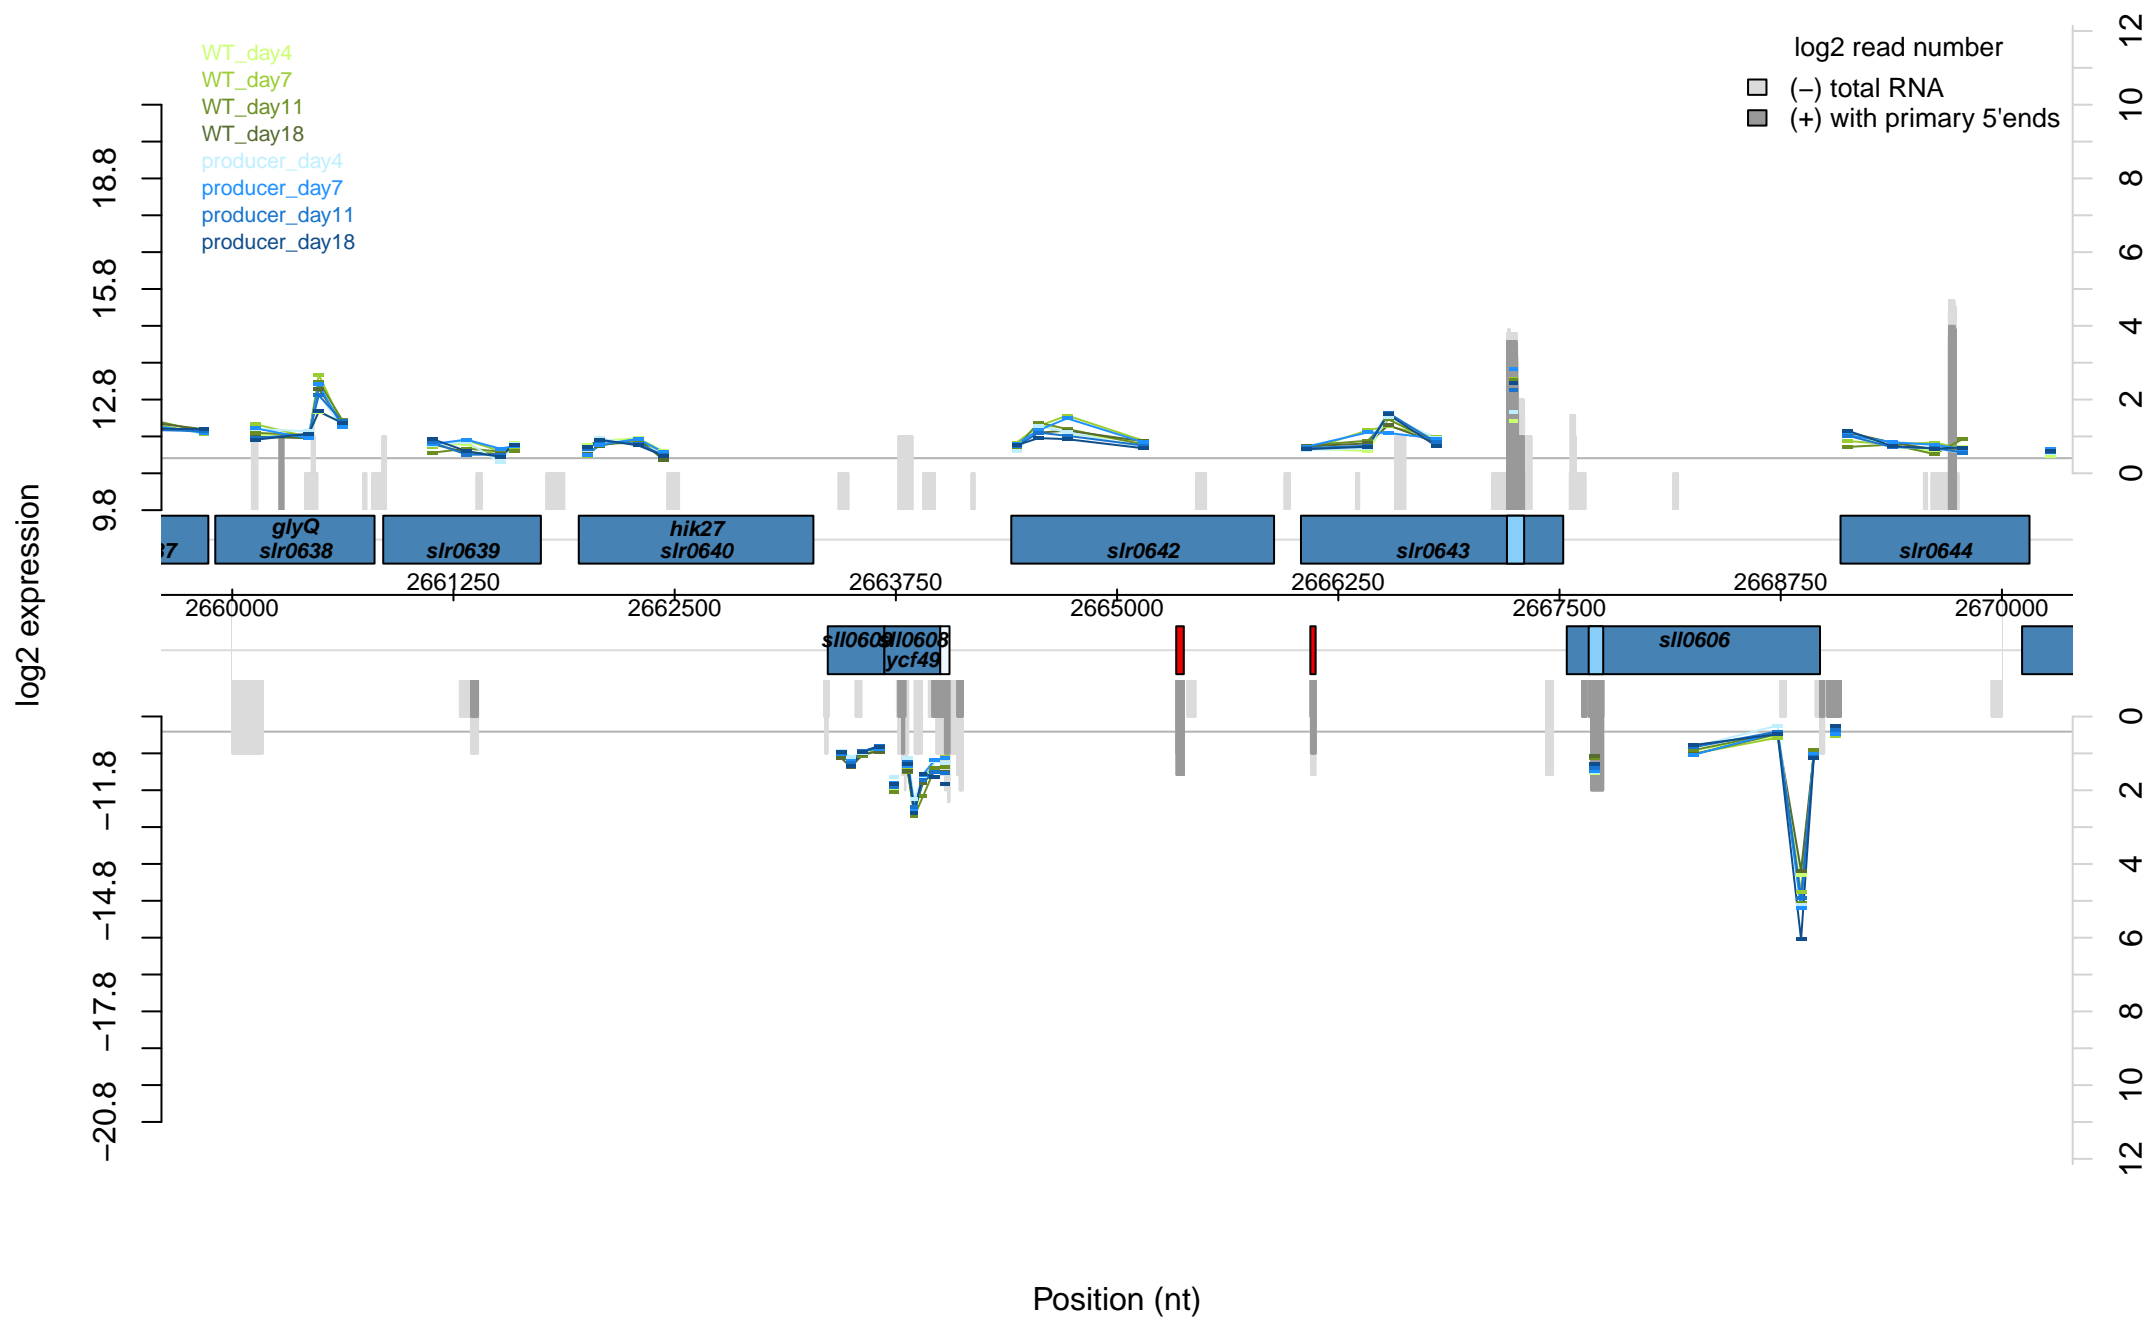 WT_day4
WT_day7
WT_day11
WT_day18
producer_day4
producer_day7
producer_day11
producer_day18
log2 read number
(−) total RNA
(+) with primary 5'ends
log2 expression
18.8
15.8
12.8
9.8
12
10
8
6
4
2
0
37
glyQ
slr0638
slr0639
hik27
slr0640
slr0642
slr0643
slr0644
2661250
2663750
2666250
2668750
2660000
2662500
2665000
2667500
2670000
sll0609
sll0608
ycf49
sll0606
−11.8
−14.8
−17.8
−20.8
0
2
4
6
8
10
12
Position (nt)